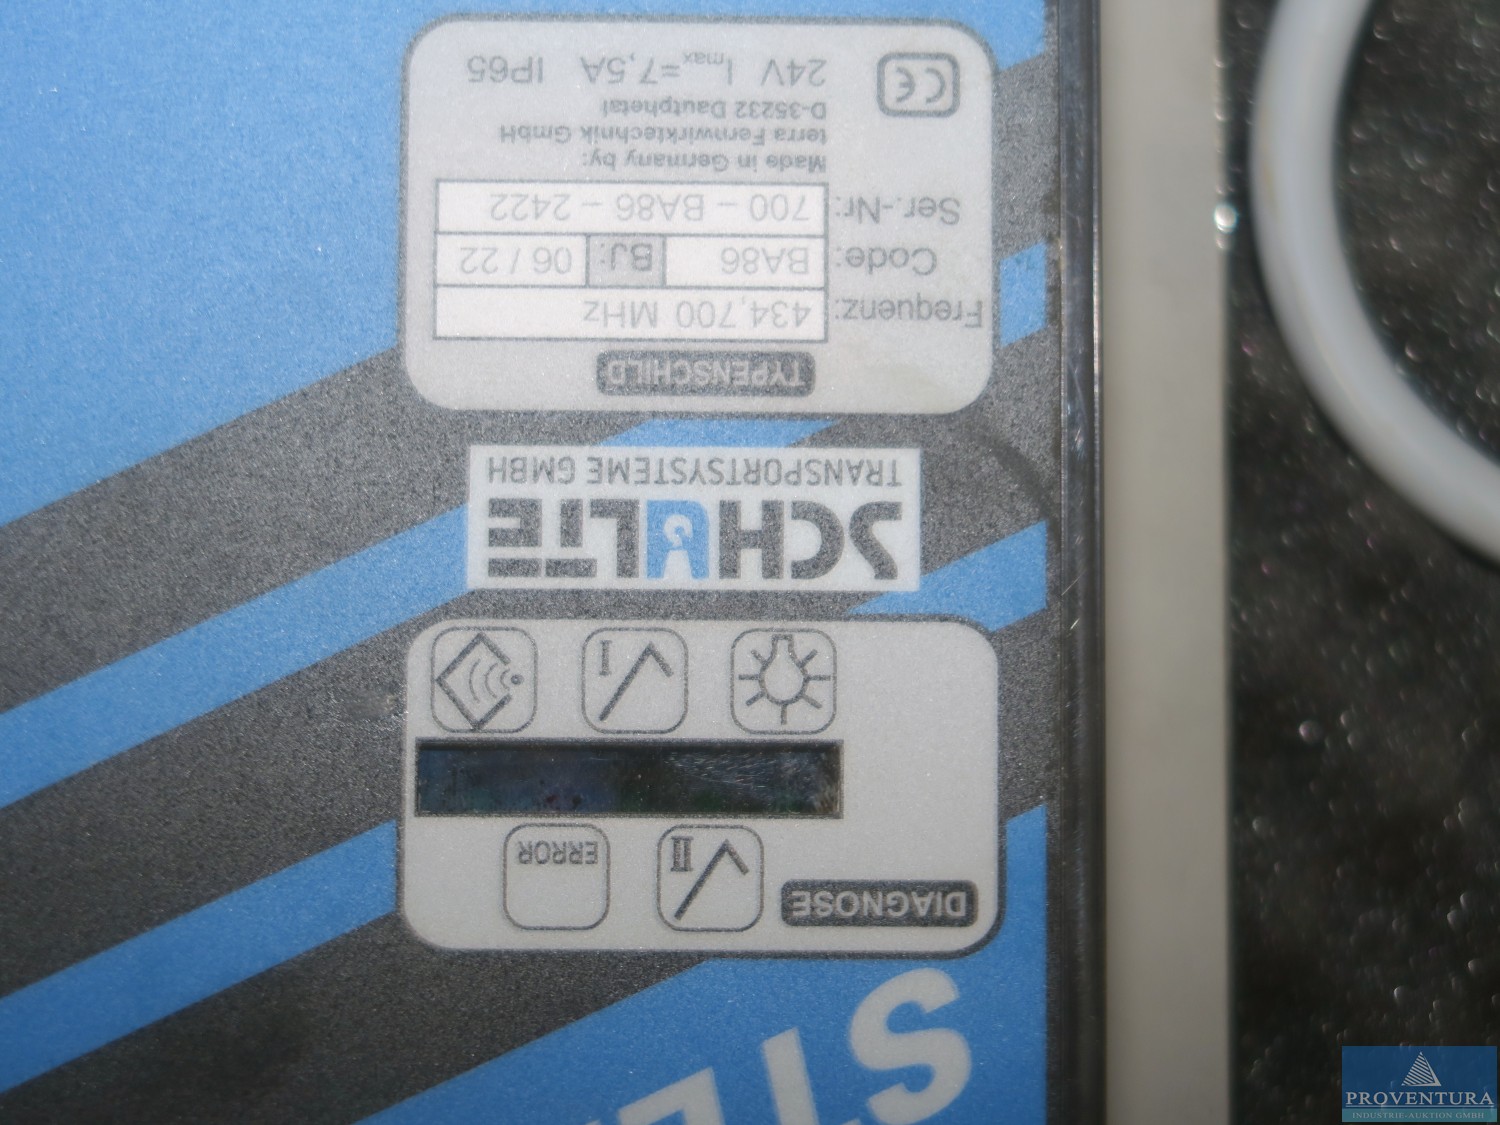 DIAGNOSE
II
ERROR
I
SCHULTE
TRANSPORTSYSTEME GMBH
TYPENSCHILD
Frequenz: 434,700 MHz
Code: BA86 BJ: 06 / 22
Ser.-Nr: 700 – BA86 – 2422
Made in Germany by:
terra Fernwirktechnik GmbH
D-35232 Dautphetal
CE 24V Imax=7,5A IP65
PROVENTURA
INDUSTRIE-AUKTION GMBH